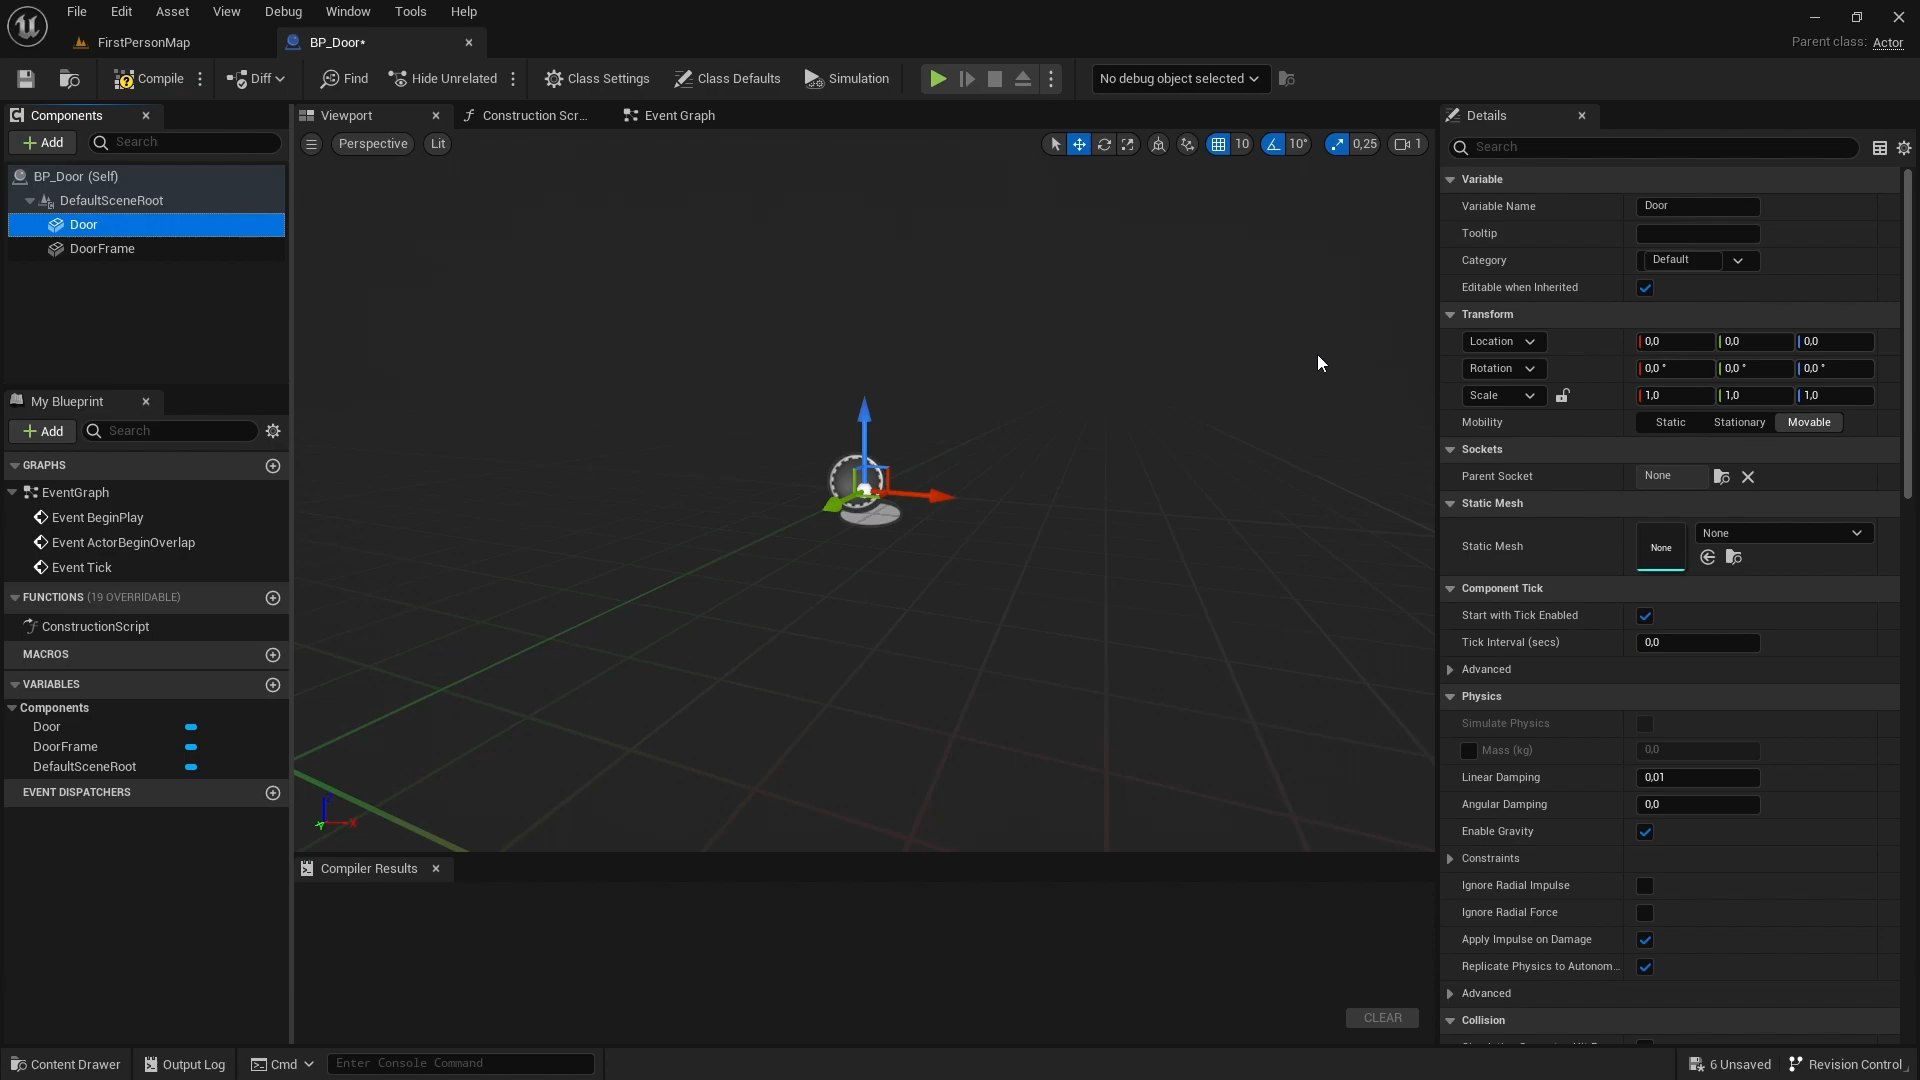 File Edit Asset View Debug Window Tools Help
FirstPersonMap
BP_Door*
Parent class: Actor
Compile
Diff
Find
Hide Unrelated
Class Settings
Class Defaults
Simulation
No debug object selected
Components
Add
Search
BP_Door (Self)
DefaultSceneRoot
Door
DoorFrame
My Blueprint
Add
Search
GRAPHS
EventGraph
Event BeginPlay
Event ActorBeginOverlap
Event Tick
FUNCTIONS (19 OVERRIDABLE)
ConstructionScript
MACROS
VARIABLES
Components
Door
DoorFrame
DefaultSceneRoot
EVENT DISPATCHERS
Viewport
Construction Scr...
Event Graph
Perspective
Lit
10
10°
0,25
1
X
Compiler Results
CLEAR
Details
Search
Variable
Variable Name Door
Tooltip
Category Default
Editable when Inherited
Transform
Location 0,0 0,0 0,0
Rotation 0,0 ° 0,0 ° 0,0 °
Scale 1,0 1,0 1,0
Mobility Static Stationary Movable
Sockets
Parent Socket None
Static Mesh
Static Mesh None None
Component Tick
Start with Tick Enabled
Tick Interval (secs) 0,0
Advanced
Physics
Simulate Physics
Mass (kg) 0,0
Linear Damping 0,01
Angular Damping 0,0
Enable Gravity
Constraints
Ignore Radial Impulse
Ignore Radial Force
Apply Impulse on Damage
Replicate Physics to Autonom...
Advanced
Collision
Content Drawer
Output Log
Cmd
Enter Console Command
6 Unsaved
Revision Control